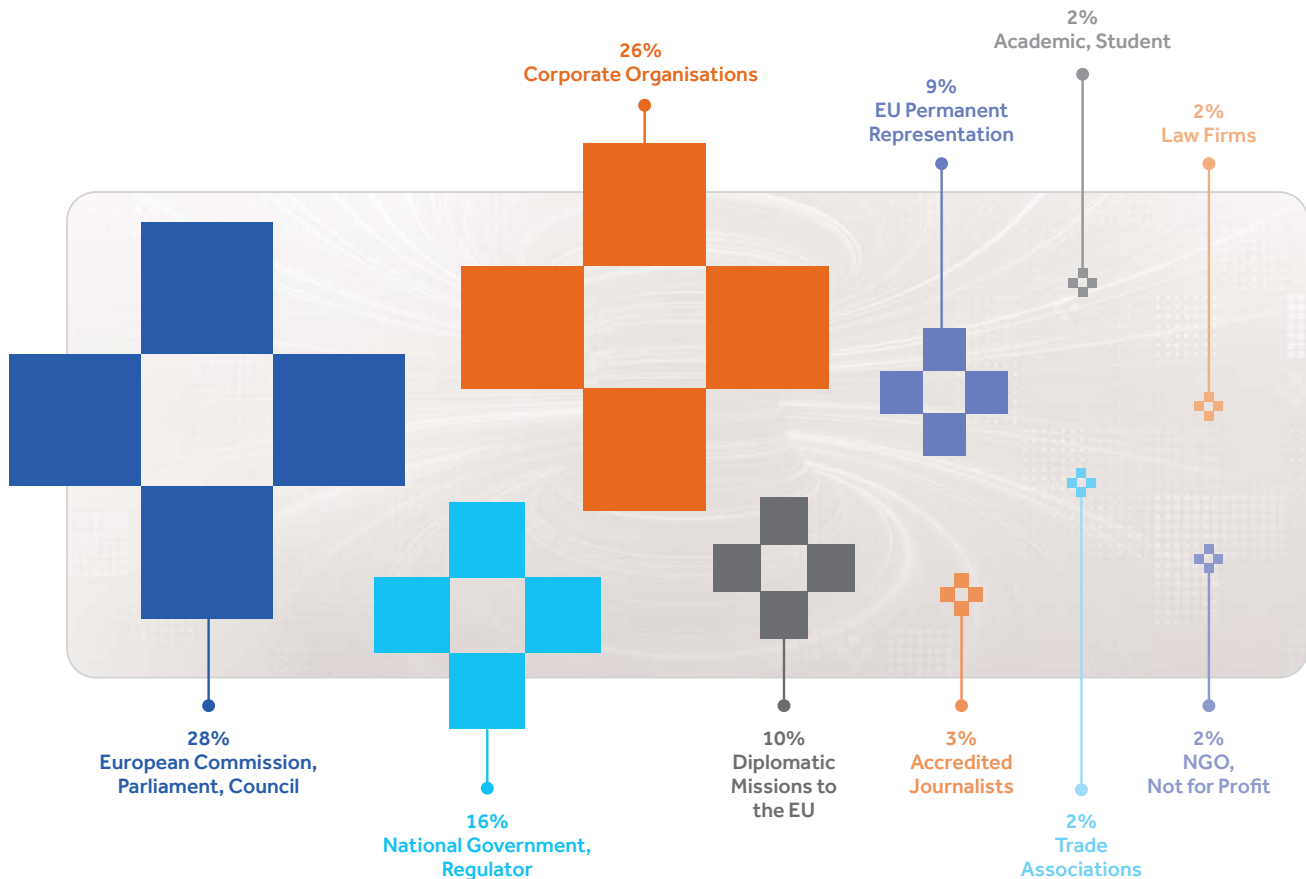 2%
Academic, Student
26%
Corporate Organisations
9%
EU Permanent
Representation
2%
Law Firms
28%
European Commission,
Parliament, Council
10%
Diplomatic
Missions to
the EU
3%
Accredited
Journalists
2%
NGO,
Not for Profit
16%
National Government,
Regulator
2%
Trade
Associations